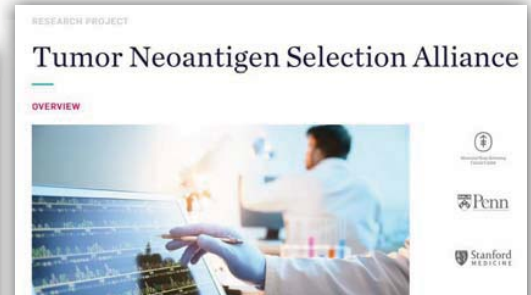 RESEARCH PROJECT
Tumor Neoantigen Selection Alliance
OVERVIEW
Penn
Stanford
MEDICINE